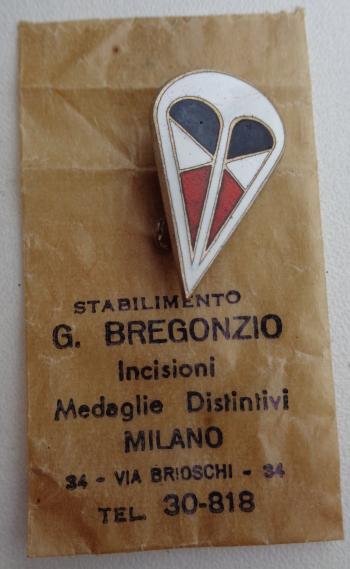 STABILIMENTO
G. BREGONZIO
Incisioni
Medaglie Distintivi
MILANO
34 - VIA BRIOSCHI - 34
TEL. 30-818